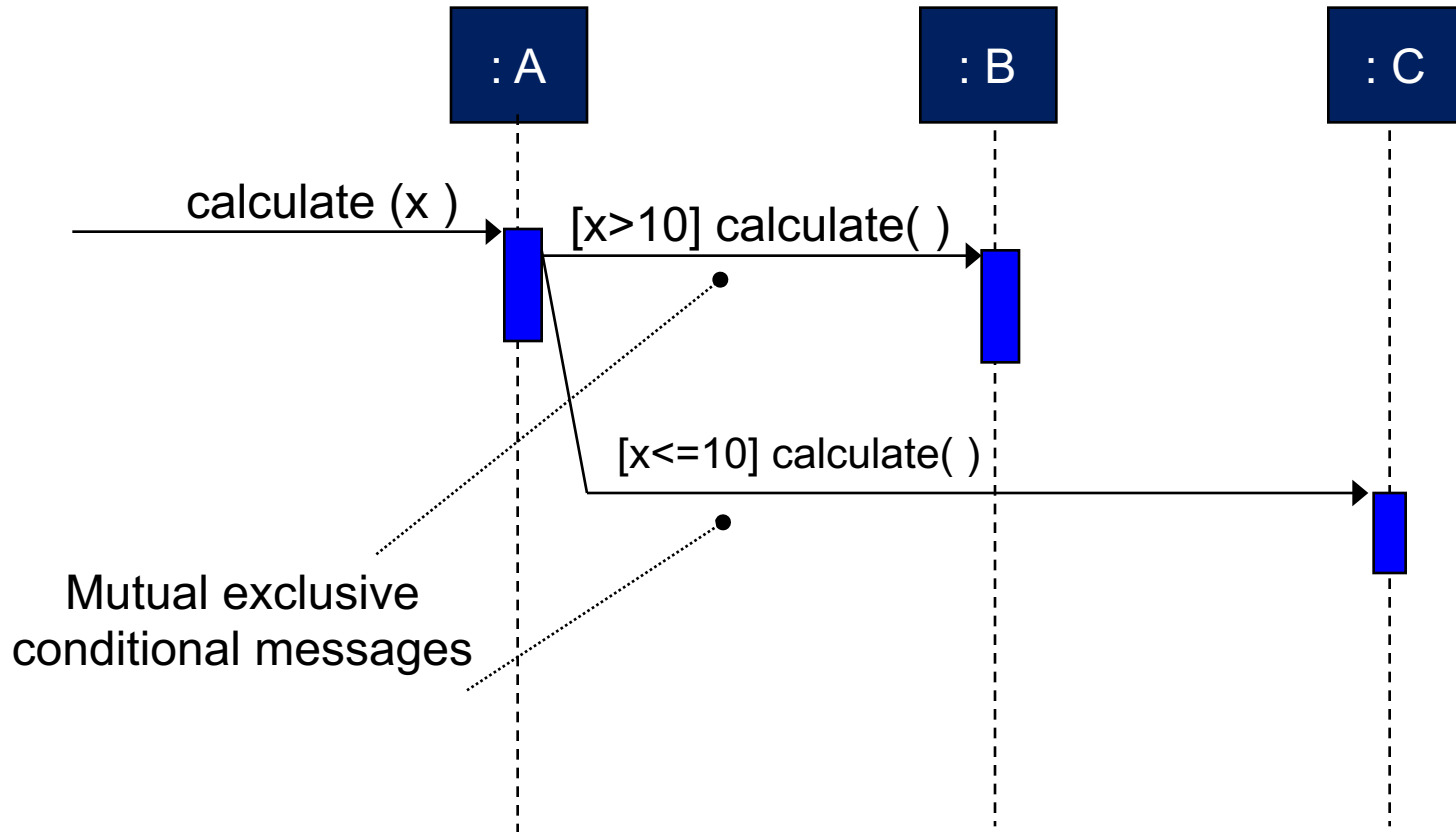 : A
: B
: C
calculate (x )
[x>10] calculate( )
[x<=10] calculate( )
Mutual exclusive
conditional messages